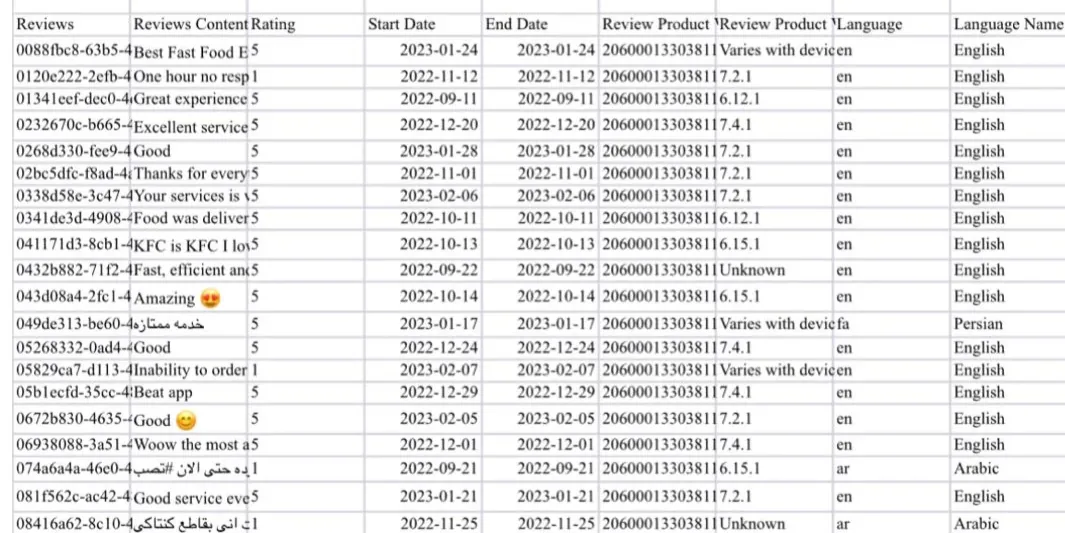 Reviews Reviews Content Rating Start Date End Date Review Product V Review Product V Language Language Name
0088fbc8-63b5-4 Best Fast Food E 5 2023-01-24 2023-01-24 20600013303811 Varies with devic en English
0120e222-2efb-4 One hour no resp 1 2022-11-12 2022-11-12 20600013303811 7.2.1 en English
01341eef-dec0-4 Great experience 5 2022-09-11 2022-09-11 20600013303811 6.12.1 en English
0232670c-b665-4 Excellent service 5 2022-12-20 2022-12-20 20600013303811 7.4.1 en English
0268d330-fee9-4 Good 5 2023-01-28 2023-01-28 20600013303811 7.2.1 en English
02bc5dfc-f8ad-4 Thanks for every 5 2022-11-01 2022-11-01 20600013303811 7.2.1 en English
0338d58e-3c47-4 Your services is v 5 2023-02-06 2023-02-06 20600013303811 7.2.1 en English
0341de3d-4908-4 Food was deliver 5 2022-10-11 2022-10-11 20600013303811 6.12.1 en English
041171d3-8cb1-4 KFC is KFC I lov 5 2022-10-13 2022-10-13 20600013303811 6.15.1 en English
0432b882-71f2-4 Fast, efficient an 5 2022-09-22 2022-09-22 20600013303811 Unknown en English
043d08a4-2fc1-4 Amazing 😍 5 2022-10-14 2022-10-14 20600013303811 6.15.1 en English
049de313-be60-4 خدمه ممتازه 5 2023-01-17 2023-01-17 20600013303811 Varies with devic fa Persian
05268332-0ad4-4 Good 5 2022-12-24 2022-12-24 20600013303811 7.4.1 en English
05829ca7-d113-4 Inability to order 1 2023-02-07 2023-02-07 20600013303811 Varies with devic en English
05b1ecfd-35cc-4 Beat app 5 2022-12-29 2022-12-29 20600013303811 7.4.1 en English
0672b830-4635-4 Good 😊 5 2023-02-05 2023-02-05 20600013303811 7.2.1 en English
06938088-3a51-4 Woow the most a 5 2022-12-01 2022-12-01 20600013303811 7.4.1 en English
074a6a4a-46e0-4 يده حتى الان #تصب 1 2022-09-21 2022-09-21 20600013303811 6.15.1 ar Arabic
081f562c-ac42-4 Good service eve 5 2023-01-21 2023-01-21 20600013303811 7.2.1 en English
08416a62-8c10-4 ت انى بقاطع كنتاكى 1 2022-11-25 2022-11-25 20600013303811 Unknown ar Arabic